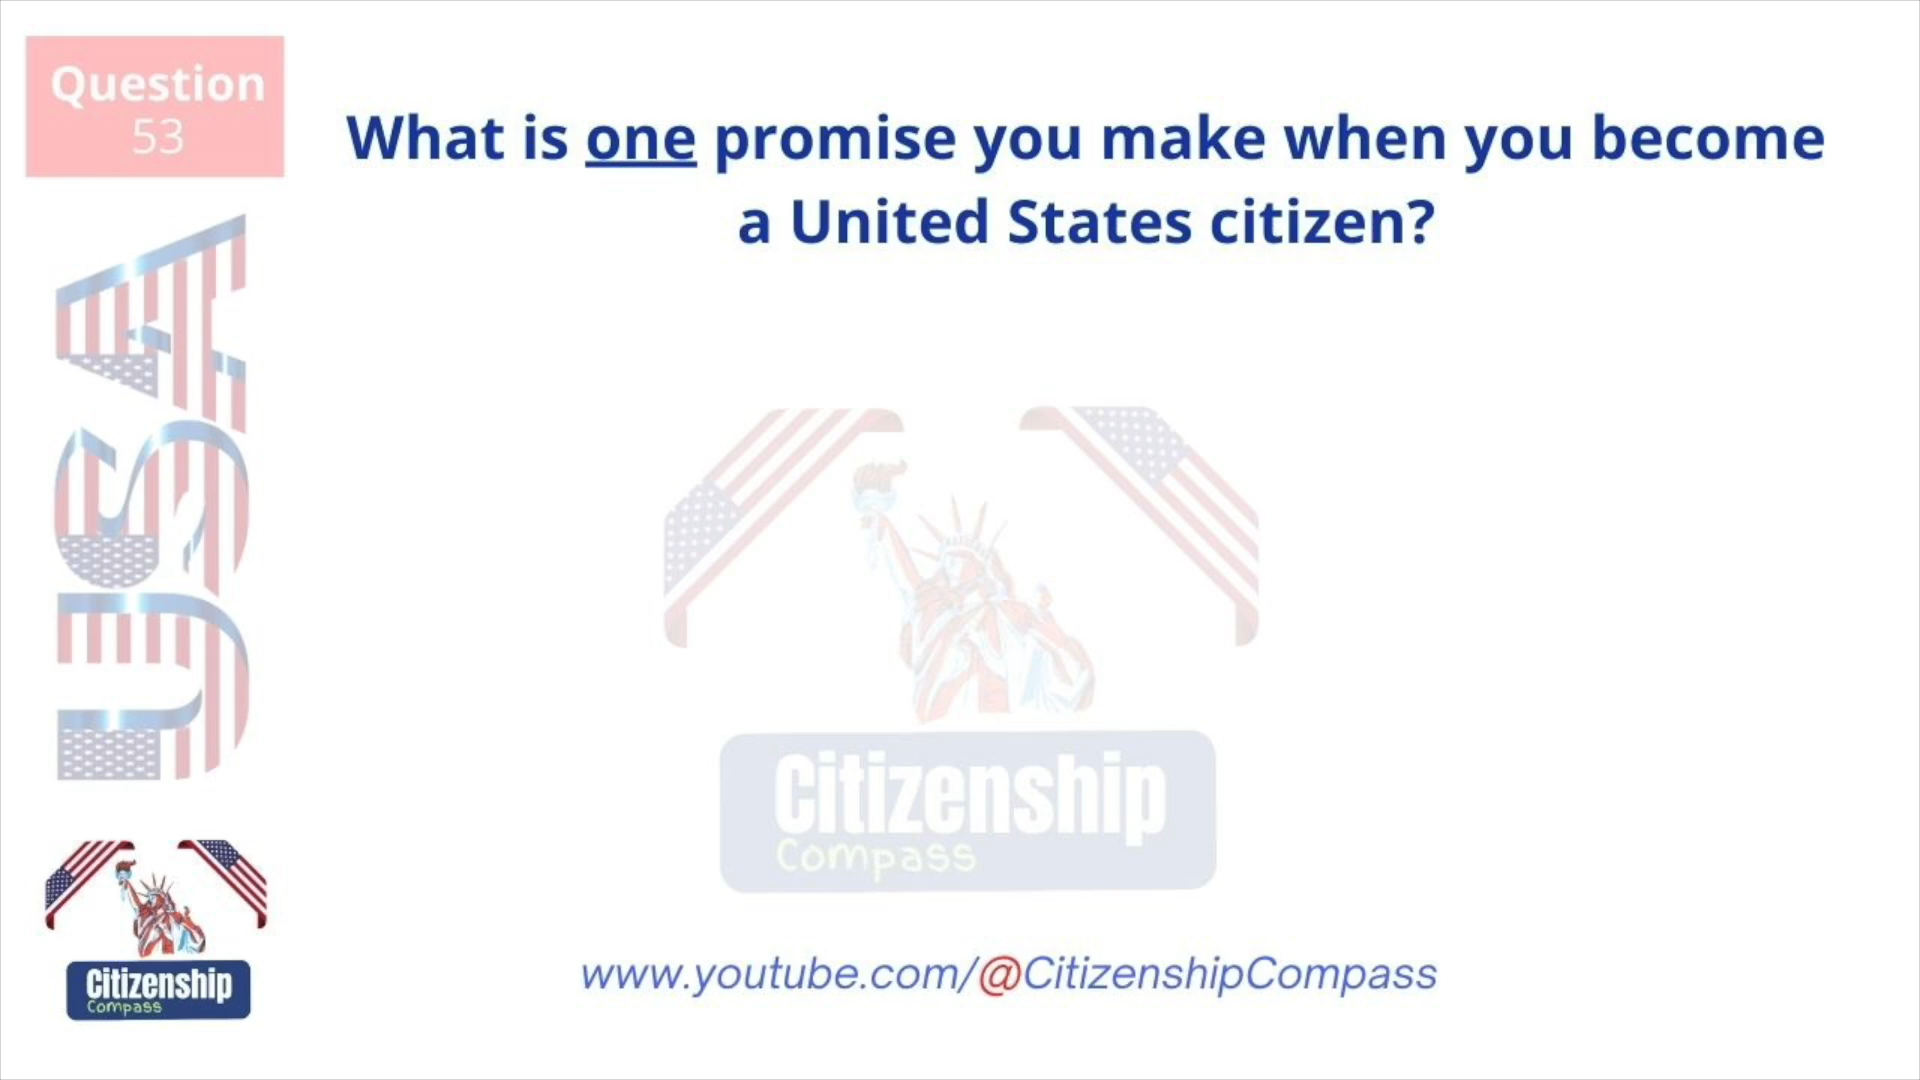 Question
53
What is one promise you make when you become
a United States citizen?
USA
Citizenship
Compass
Citizenship
Compass
www.youtube.com/@CitizenshipCompass